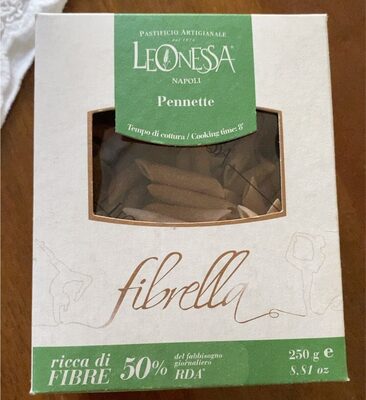 PASTIFICIO ARTIGIANALE
dal 1974
LEONESSA®
NAPOLI
Pennette
Tempo di cottura / Cooking time: 8'
fibrella
ricca di
FIBRE
50%
del fabbisogno
giornaliero
RDA*
250 g e
8,81 oz